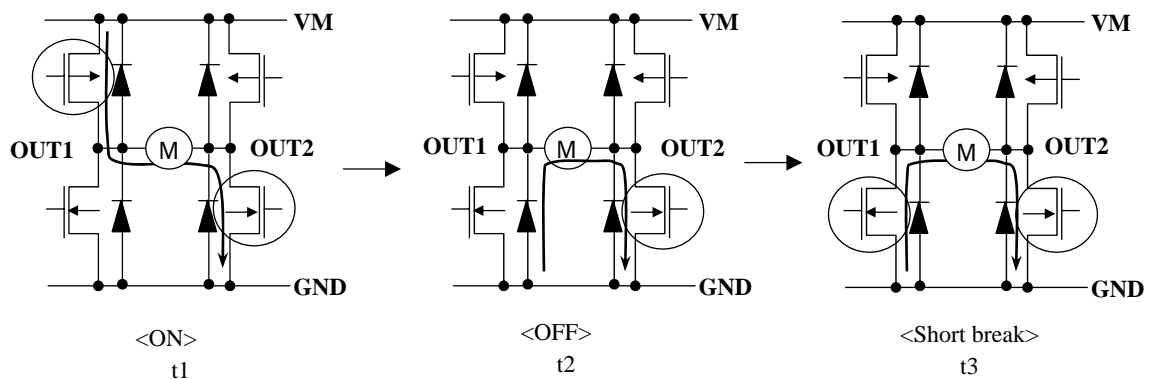 VM VM VM
OUT1 M OUT2 OUT1 M OUT2 OUT1 M OUT2
GND GND GND
<ON> <OFF> <Short break>
t1 t2 t3